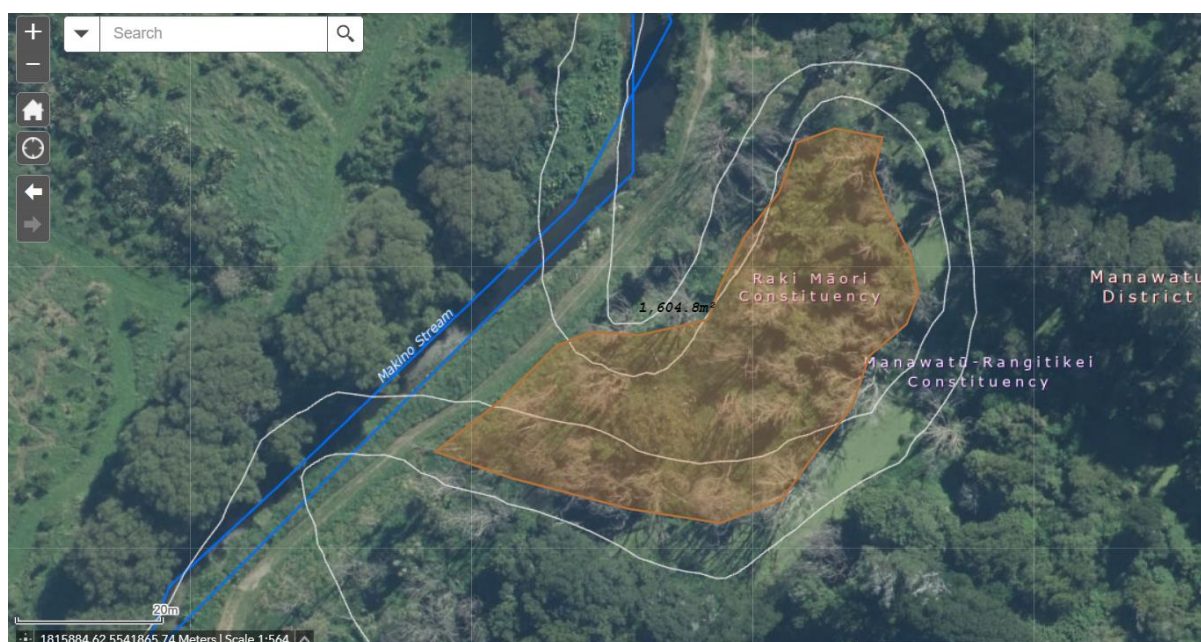 Search
Raki Māori
Constituency
Manawatū
District
1,604.8m²
Makino Stream
Manawatū-Rangitikei
Constituency
20m
1815884.62 5541865.74 Meters | Scale 1:564